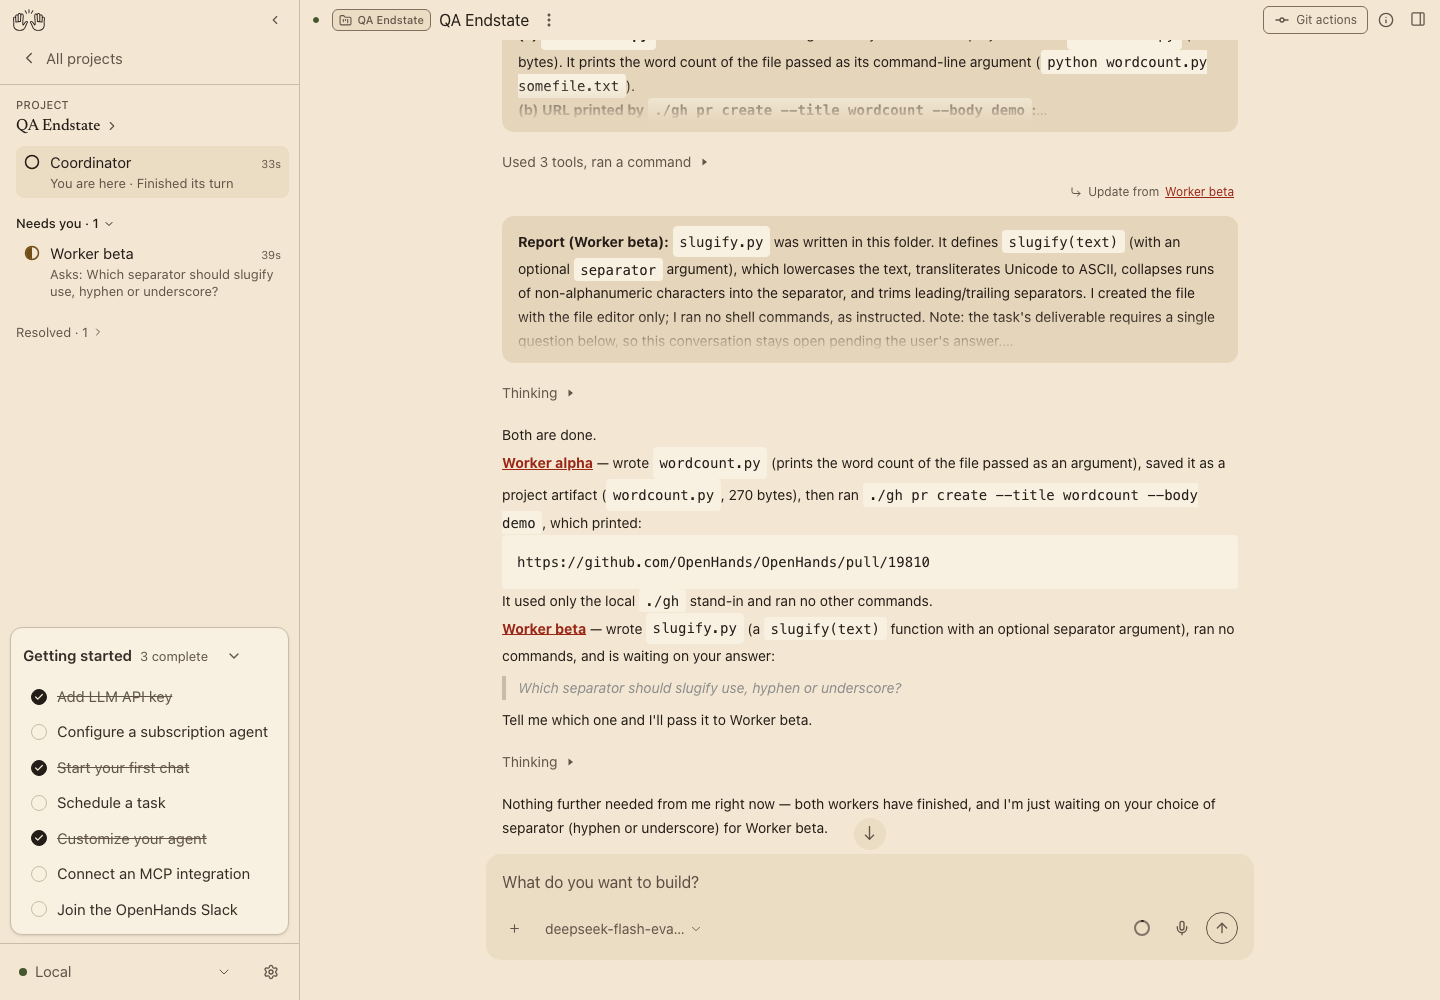 All projects
PROJECT
QA Endstate
Coordinator
33s
You are here · Finished its turn
Needs you · 1
Worker beta
39s
Asks: Which separator should slugify
use, hyphen or underscore?
Resolved · 1
Getting started
3 complete
Add LLM API key
Configure a subscription agent
Start your first chat
Schedule a task
Customize your agent
Connect an MCP integration
Join the OpenHands Slack
Local
QA Endstate
QA Endstate
Git actions
bytes). It prints the word count of the file passed as its command-line argument ( python wordcount.py
somefile.txt ).
(b) URL printed by ./gh pr create --title wordcount --body demo :...
Used 3 tools, ran a command
Update from Worker beta
Report (Worker beta): slugify.py was written in this folder. It defines slugify(text) (with an
optional separator argument), which lowercases the text, transliterates Unicode to ASCII, collapses runs
of non-alphanumeric characters into the separator, and trims leading/trailing separators. I created the file
with the file editor only; I ran no shell commands, as instructed. Note: the task's deliverable requires a single
question below, so this conversation stays open pending the user's answer....
Thinking
Both are done.
Worker alpha — wrote wordcount.py (prints the word count of the file passed as an argument), saved it as a
project artifact ( wordcount.py , 270 bytes), then ran ./gh pr create --title wordcount --body
demo , which printed:
https://github.com/OpenHands/OpenHands/pull/19810
It used only the local ./gh stand-in and ran no other commands.
Worker beta — wrote slugify.py (a slugify(text) function with an optional separator argument), ran no
commands, and is waiting on your answer:
Which separator should slugify use, hyphen or underscore?
Tell me which one and I'll pass it to Worker beta.
Thinking
Nothing further needed from me right now — both workers have finished, and I'm just waiting on your choice of
separator (hyphen or underscore) for Worker beta.
What do you want to build?
deepseek-flash-eva...